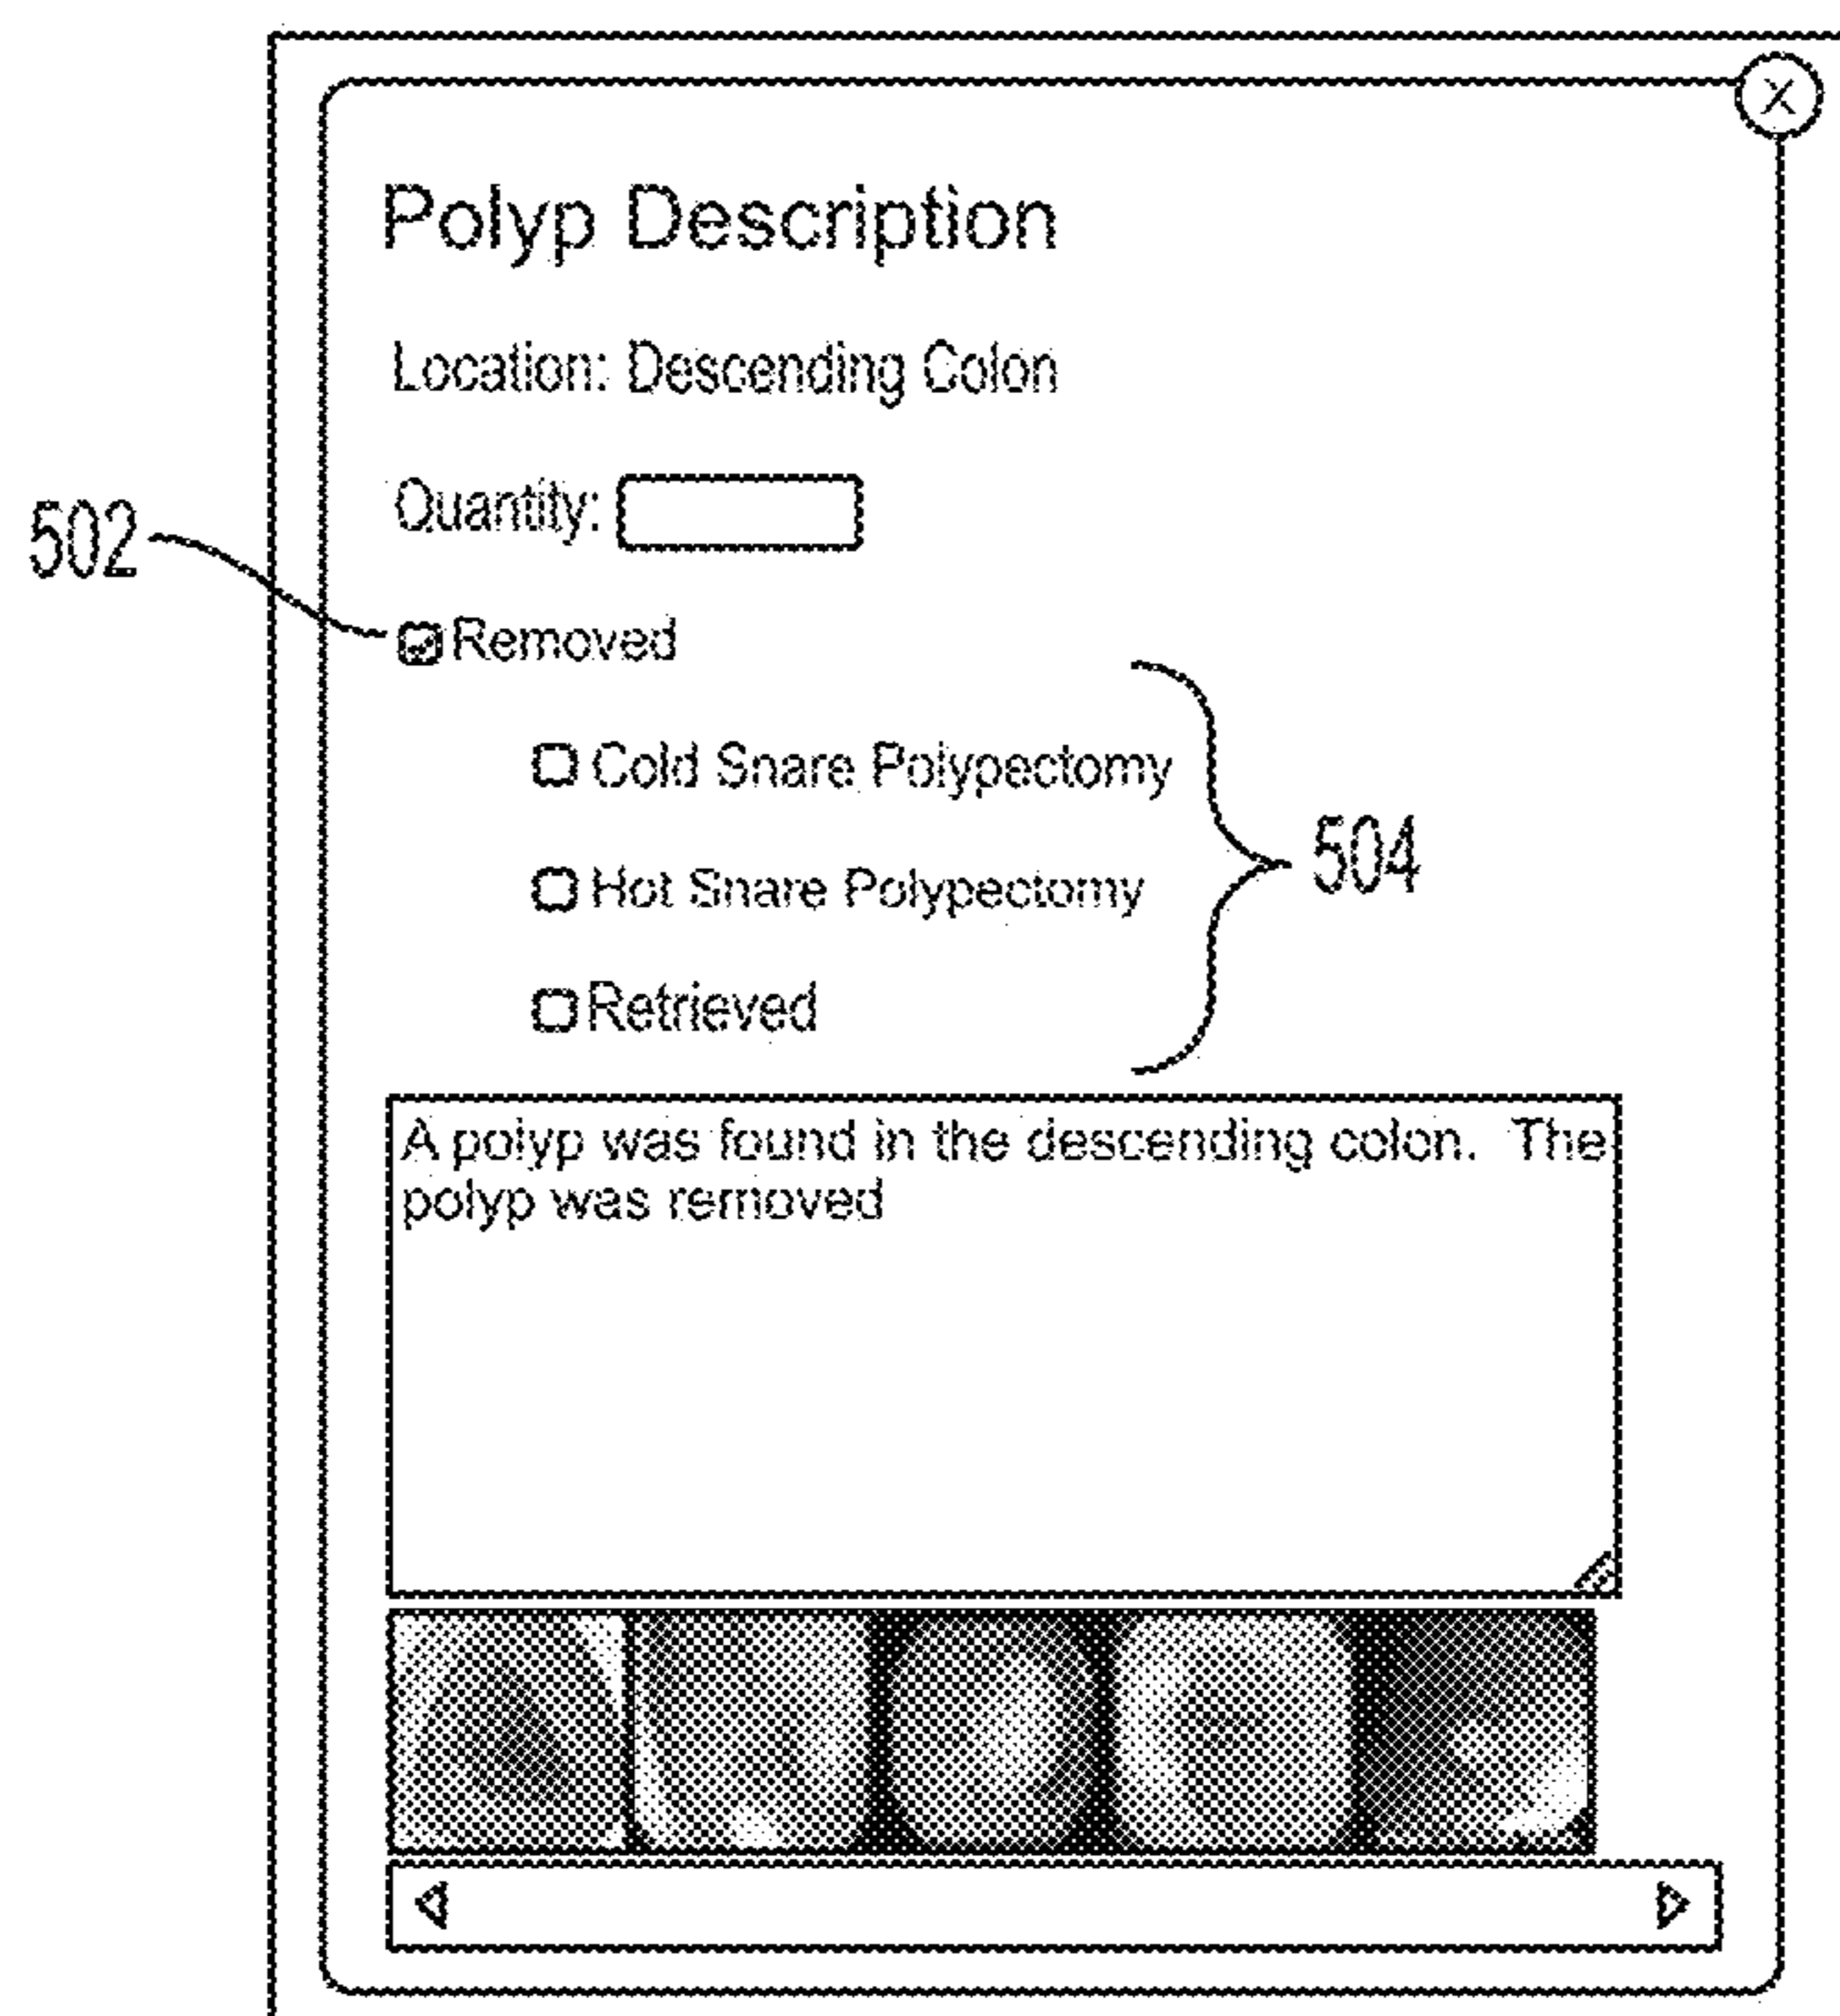 X
Polyp Description
Location: Descending Colon
Quantity:
502
Removed
Cold Snare Polypectomy
504
Hot Snare Polypectomy
Retrieved
A polyp was found in the descending colon. The
polyp was removed